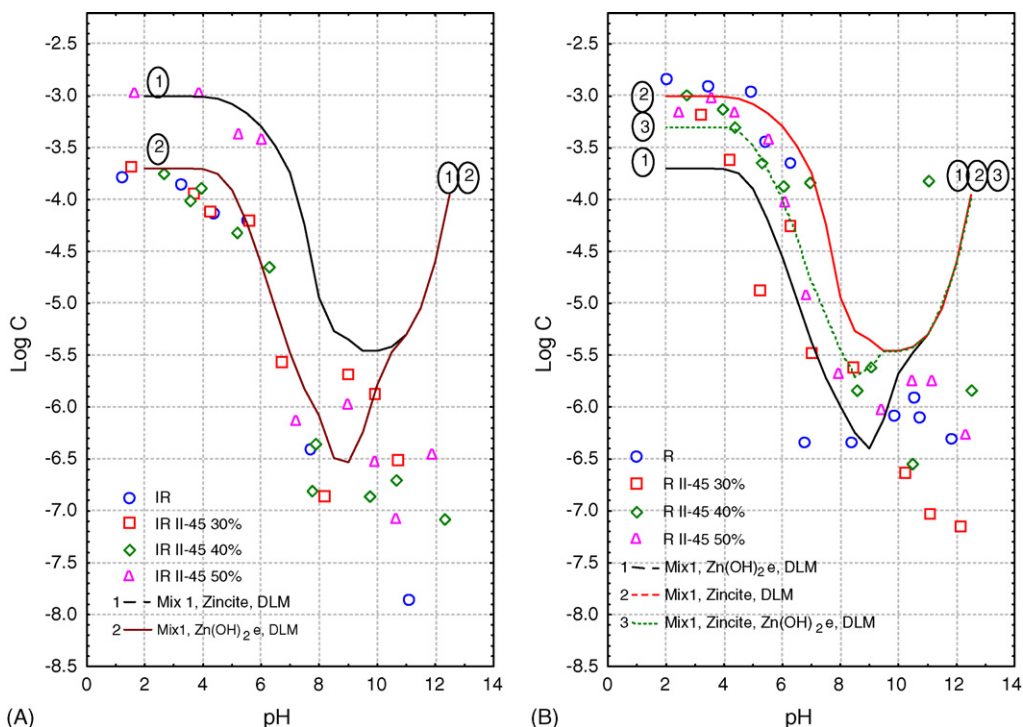 -2.5
-3.0
-3.5
-4.0
-4.5
-5.0
-5.5
-6.0
-6.5
-7.0
-7.5
-8.0
-8.5
Log C
1
2
1 2
IR
IR II-45 30%
IR II-45 40%
IR II-45 50%
1 Mix 1, Zincite, DLM
2 Mix1, Zn(OH)2 e, DLM
0 2 4 6 8 10 12 14
(A) pH
-2.5
-3.0
-3.5
-4.0
-4.5
-5.0
-5.5
-6.0
-6.5
-7.0
-7.5
-8.0
-8.5
Log C
2
3
1
1 2 3
R
R II-45 30%
R II-45 40%
R II-45 50%
1 Mix1, Zn(OH)2 e, DLM
2 Mix1, Zincite, DLM
3 Mix1, Zincite, Zn(OH)2 e, DLM
0 2 4 6 8 10 12 14
(B) pH